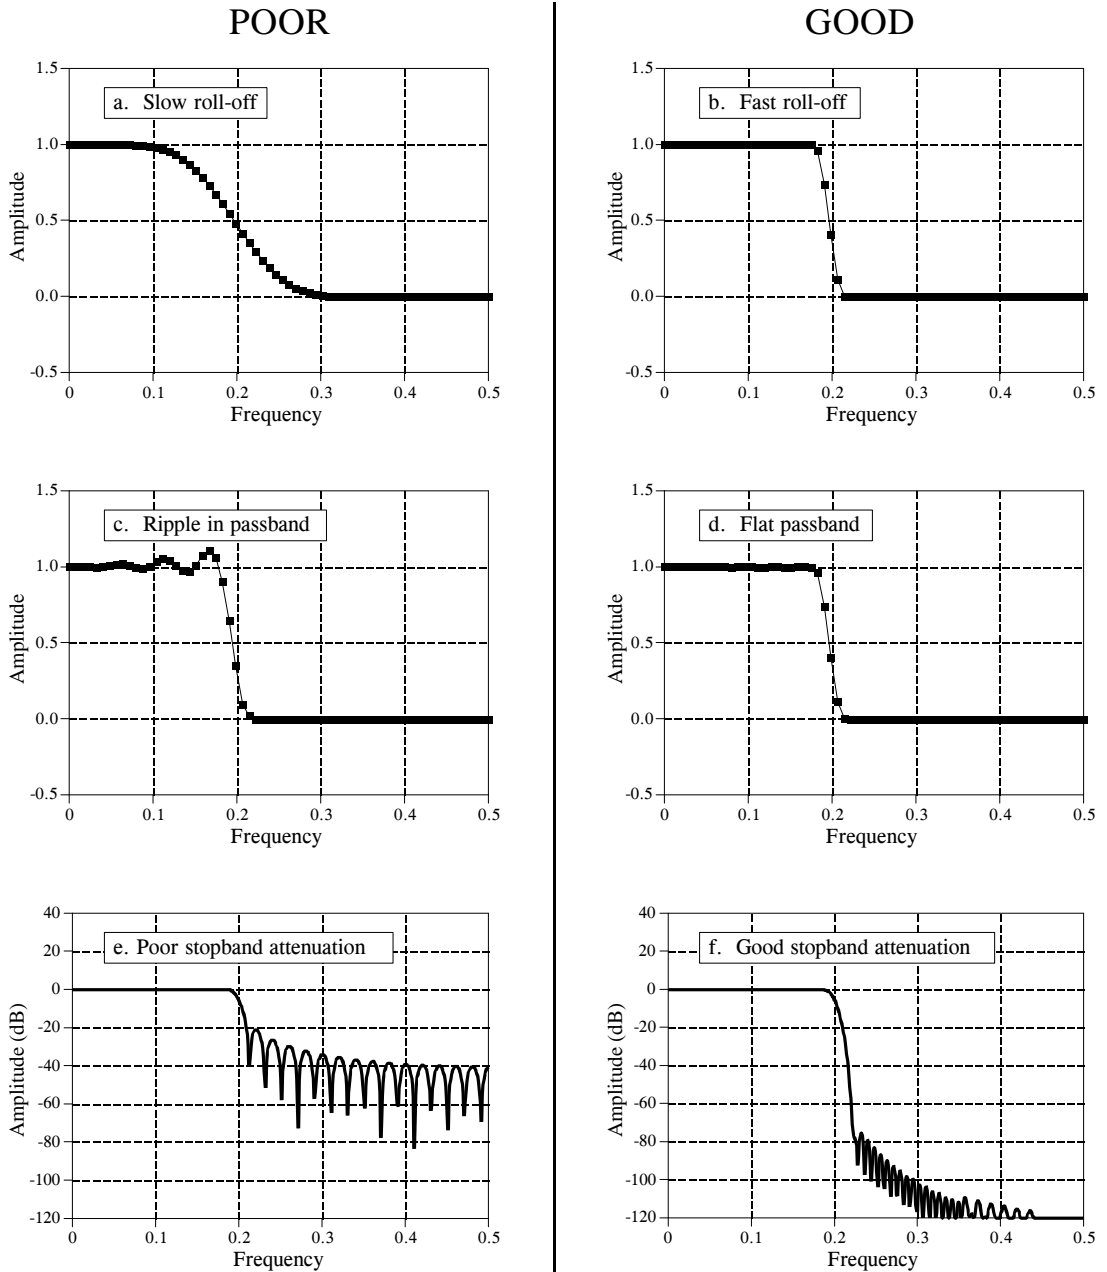 POOR
GOOD
a. Slow roll-off
1.5
1.0
0.5
0.0
-0.5
Amplitude
0 0.1 0.2 0.3 0.4 0.5
Frequency
b. Fast roll-off
1.5
1.0
0.5
0.0
-0.5
Amplitude
0 0.1 0.2 0.3 0.4 0.5
Frequency
c. Ripple in passband
1.5
1.0
0.5
0.0
-0.5
Amplitude
0 0.1 0.2 0.3 0.4 0.5
Frequency
d. Flat passband
1.5
1.0
0.5
0.0
-0.5
Amplitude
0 0.1 0.2 0.3 0.4 0.5
Frequency
e. Poor stopband attenuation
40
20
0
-20
-40
-60
-80
-100
-120
Amplitude (dB)
0 0.1 0.2 0.3 0.4 0.5
Frequency
f. Good stopband attenuation
40
20
0
-20
-40
-60
-80
-100
-120
Amplitude (dB)
0 0.1 0.2 0.3 0.4 0.5
Frequency